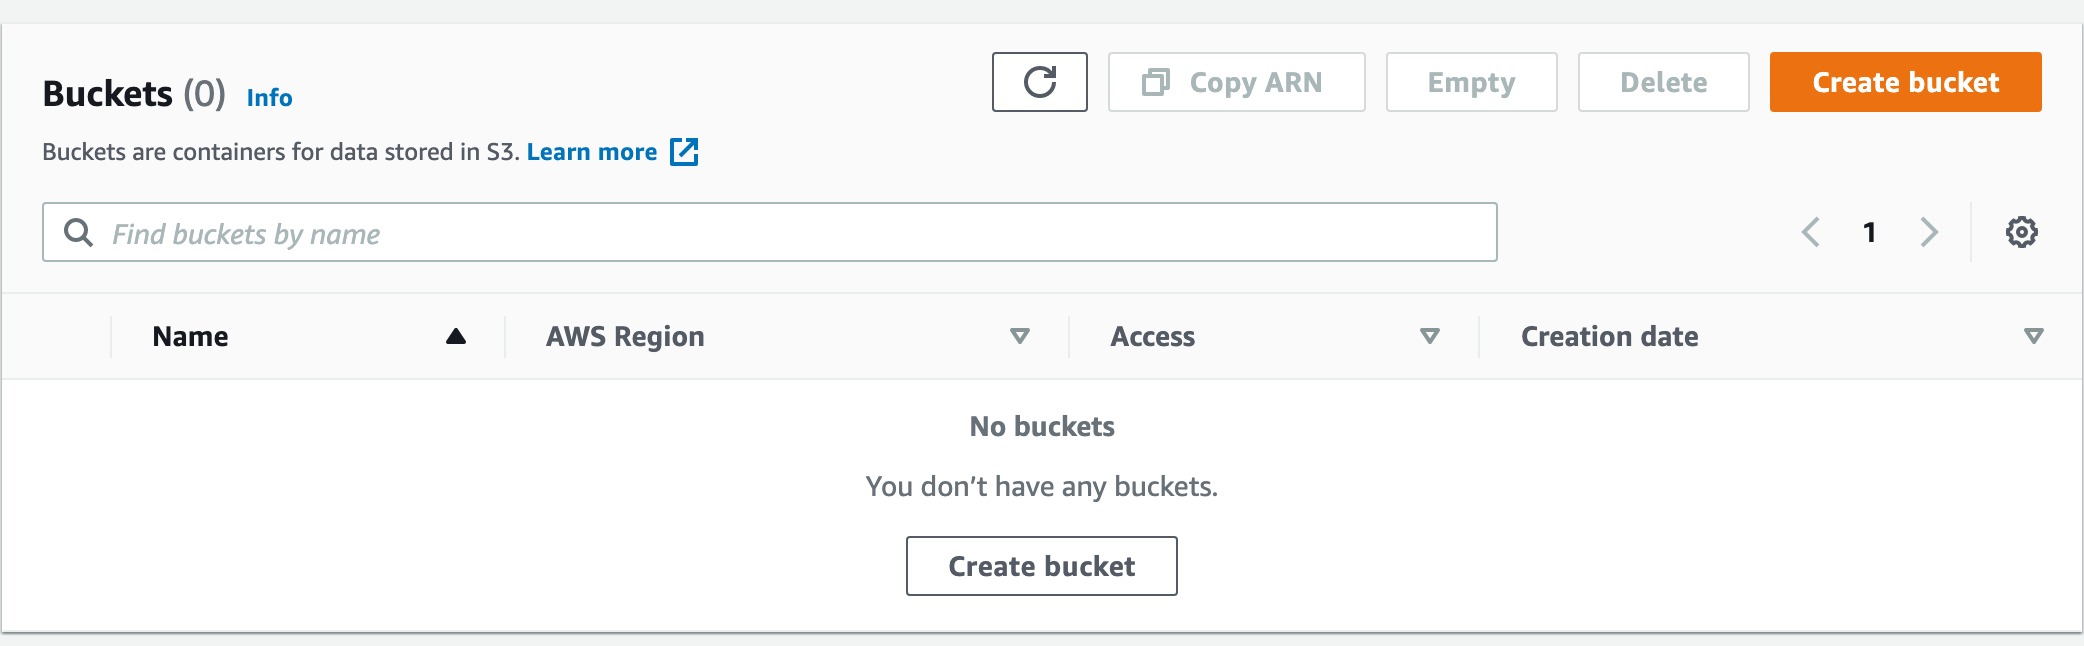 Buckets (0) Info
Copy ARN Empty Delete Create bucket
Buckets are containers for data stored in S3. Learn more
Find buckets by name
1
Name AWS Region Access Creation date
No buckets
You don’t have any buckets.
Create bucket